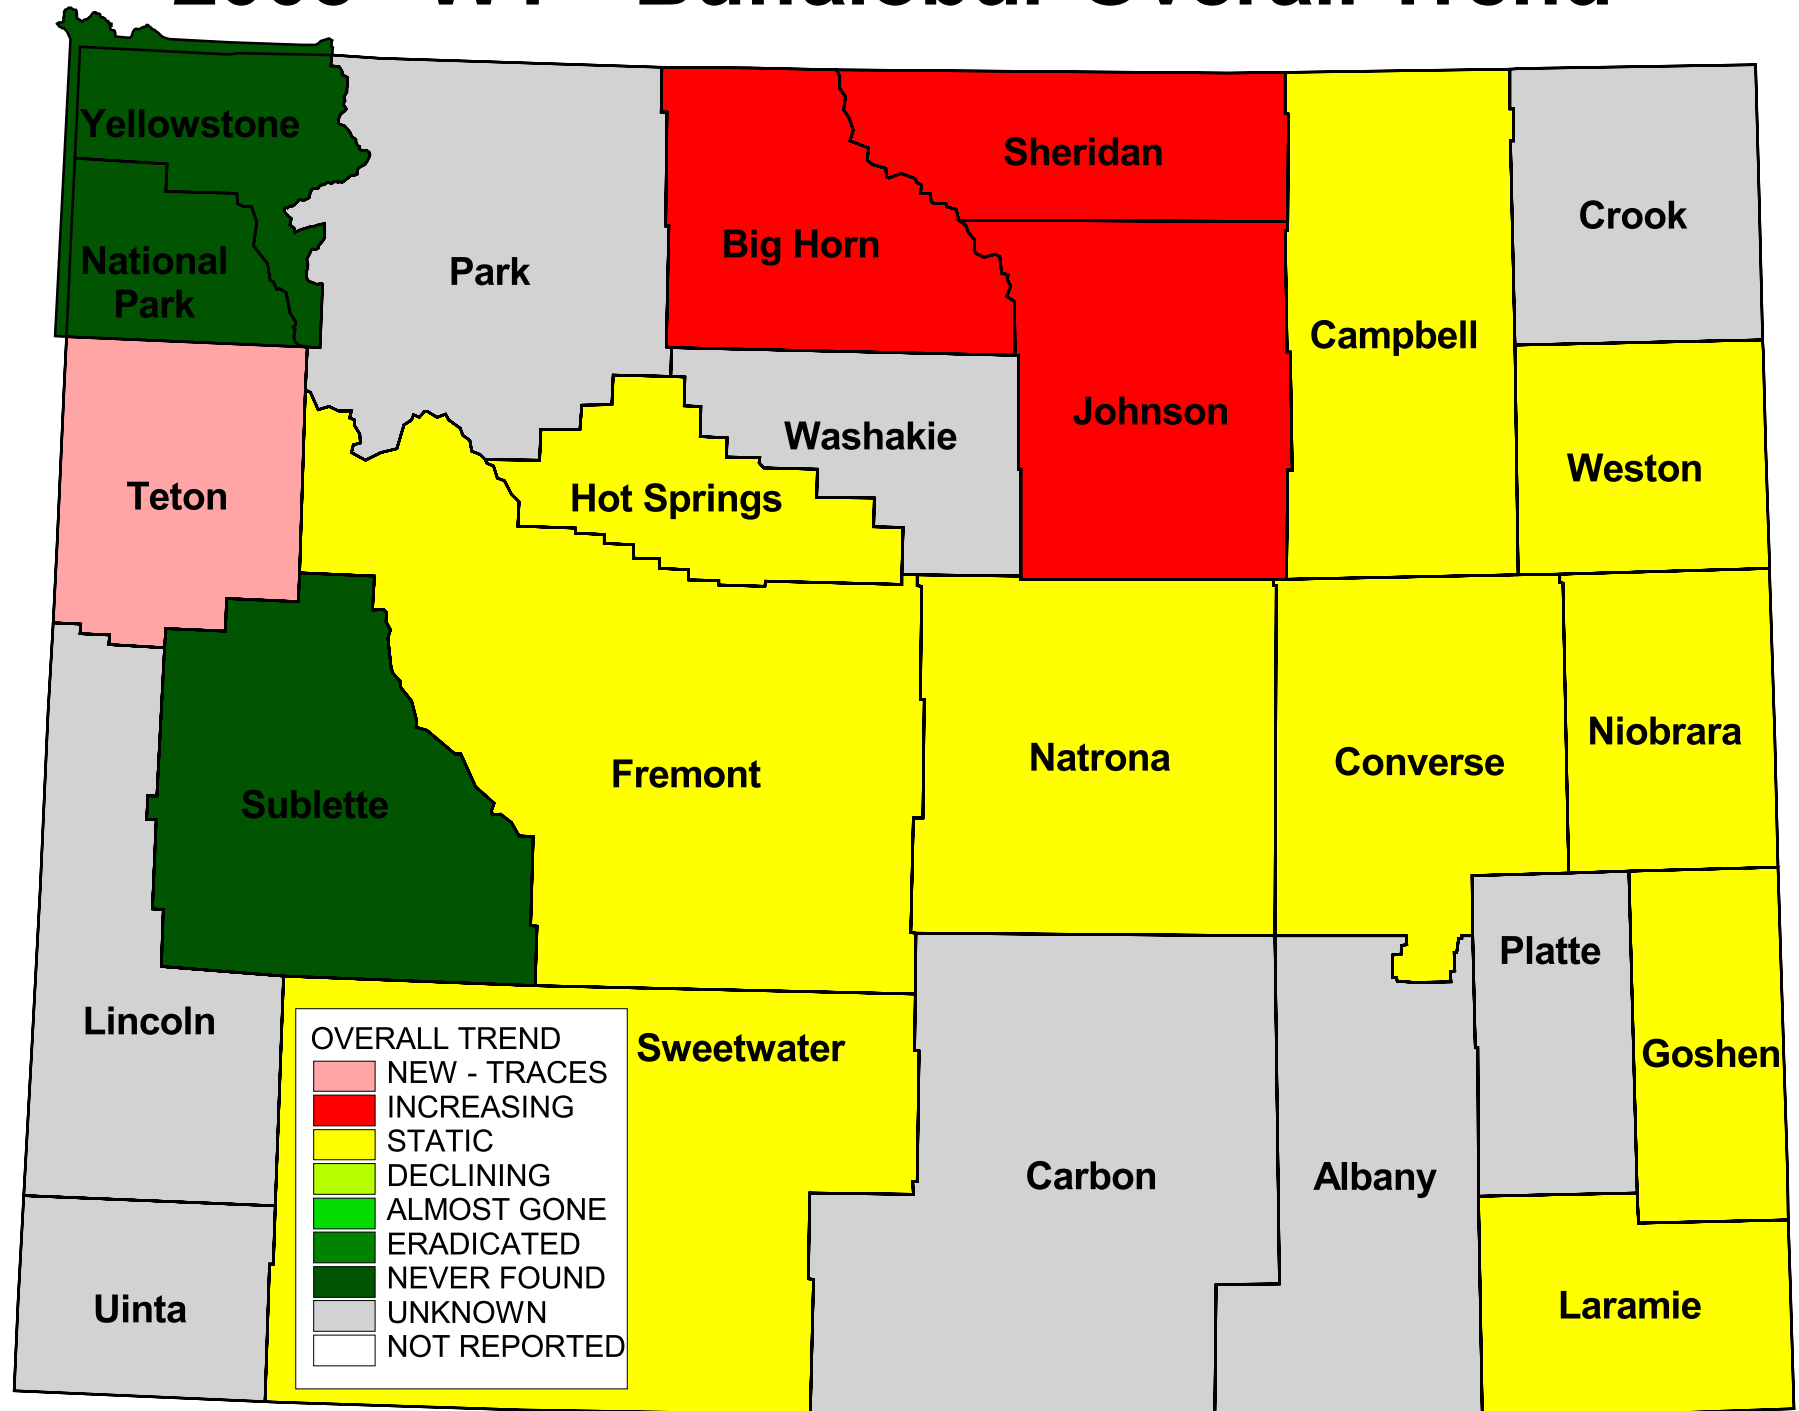 Yellowstone
National
Park
Park
Big Horn
Sheridan
Crook
Campbell
Johnson
Washakie
Weston
Hot Springs
Teton
Sublette
Fremont
Natrona
Converse
Niobrara
Platte
Lincoln
Sweetwater
Goshen
Carbon
Albany
Uinta
Laramie
OVERALL TREND
NEW - TRACES
INCREASING
STATIC
DECLINING
ALMOST GONE
ERADICATED
NEVER FOUND
UNKNOWN
NOT REPORTED